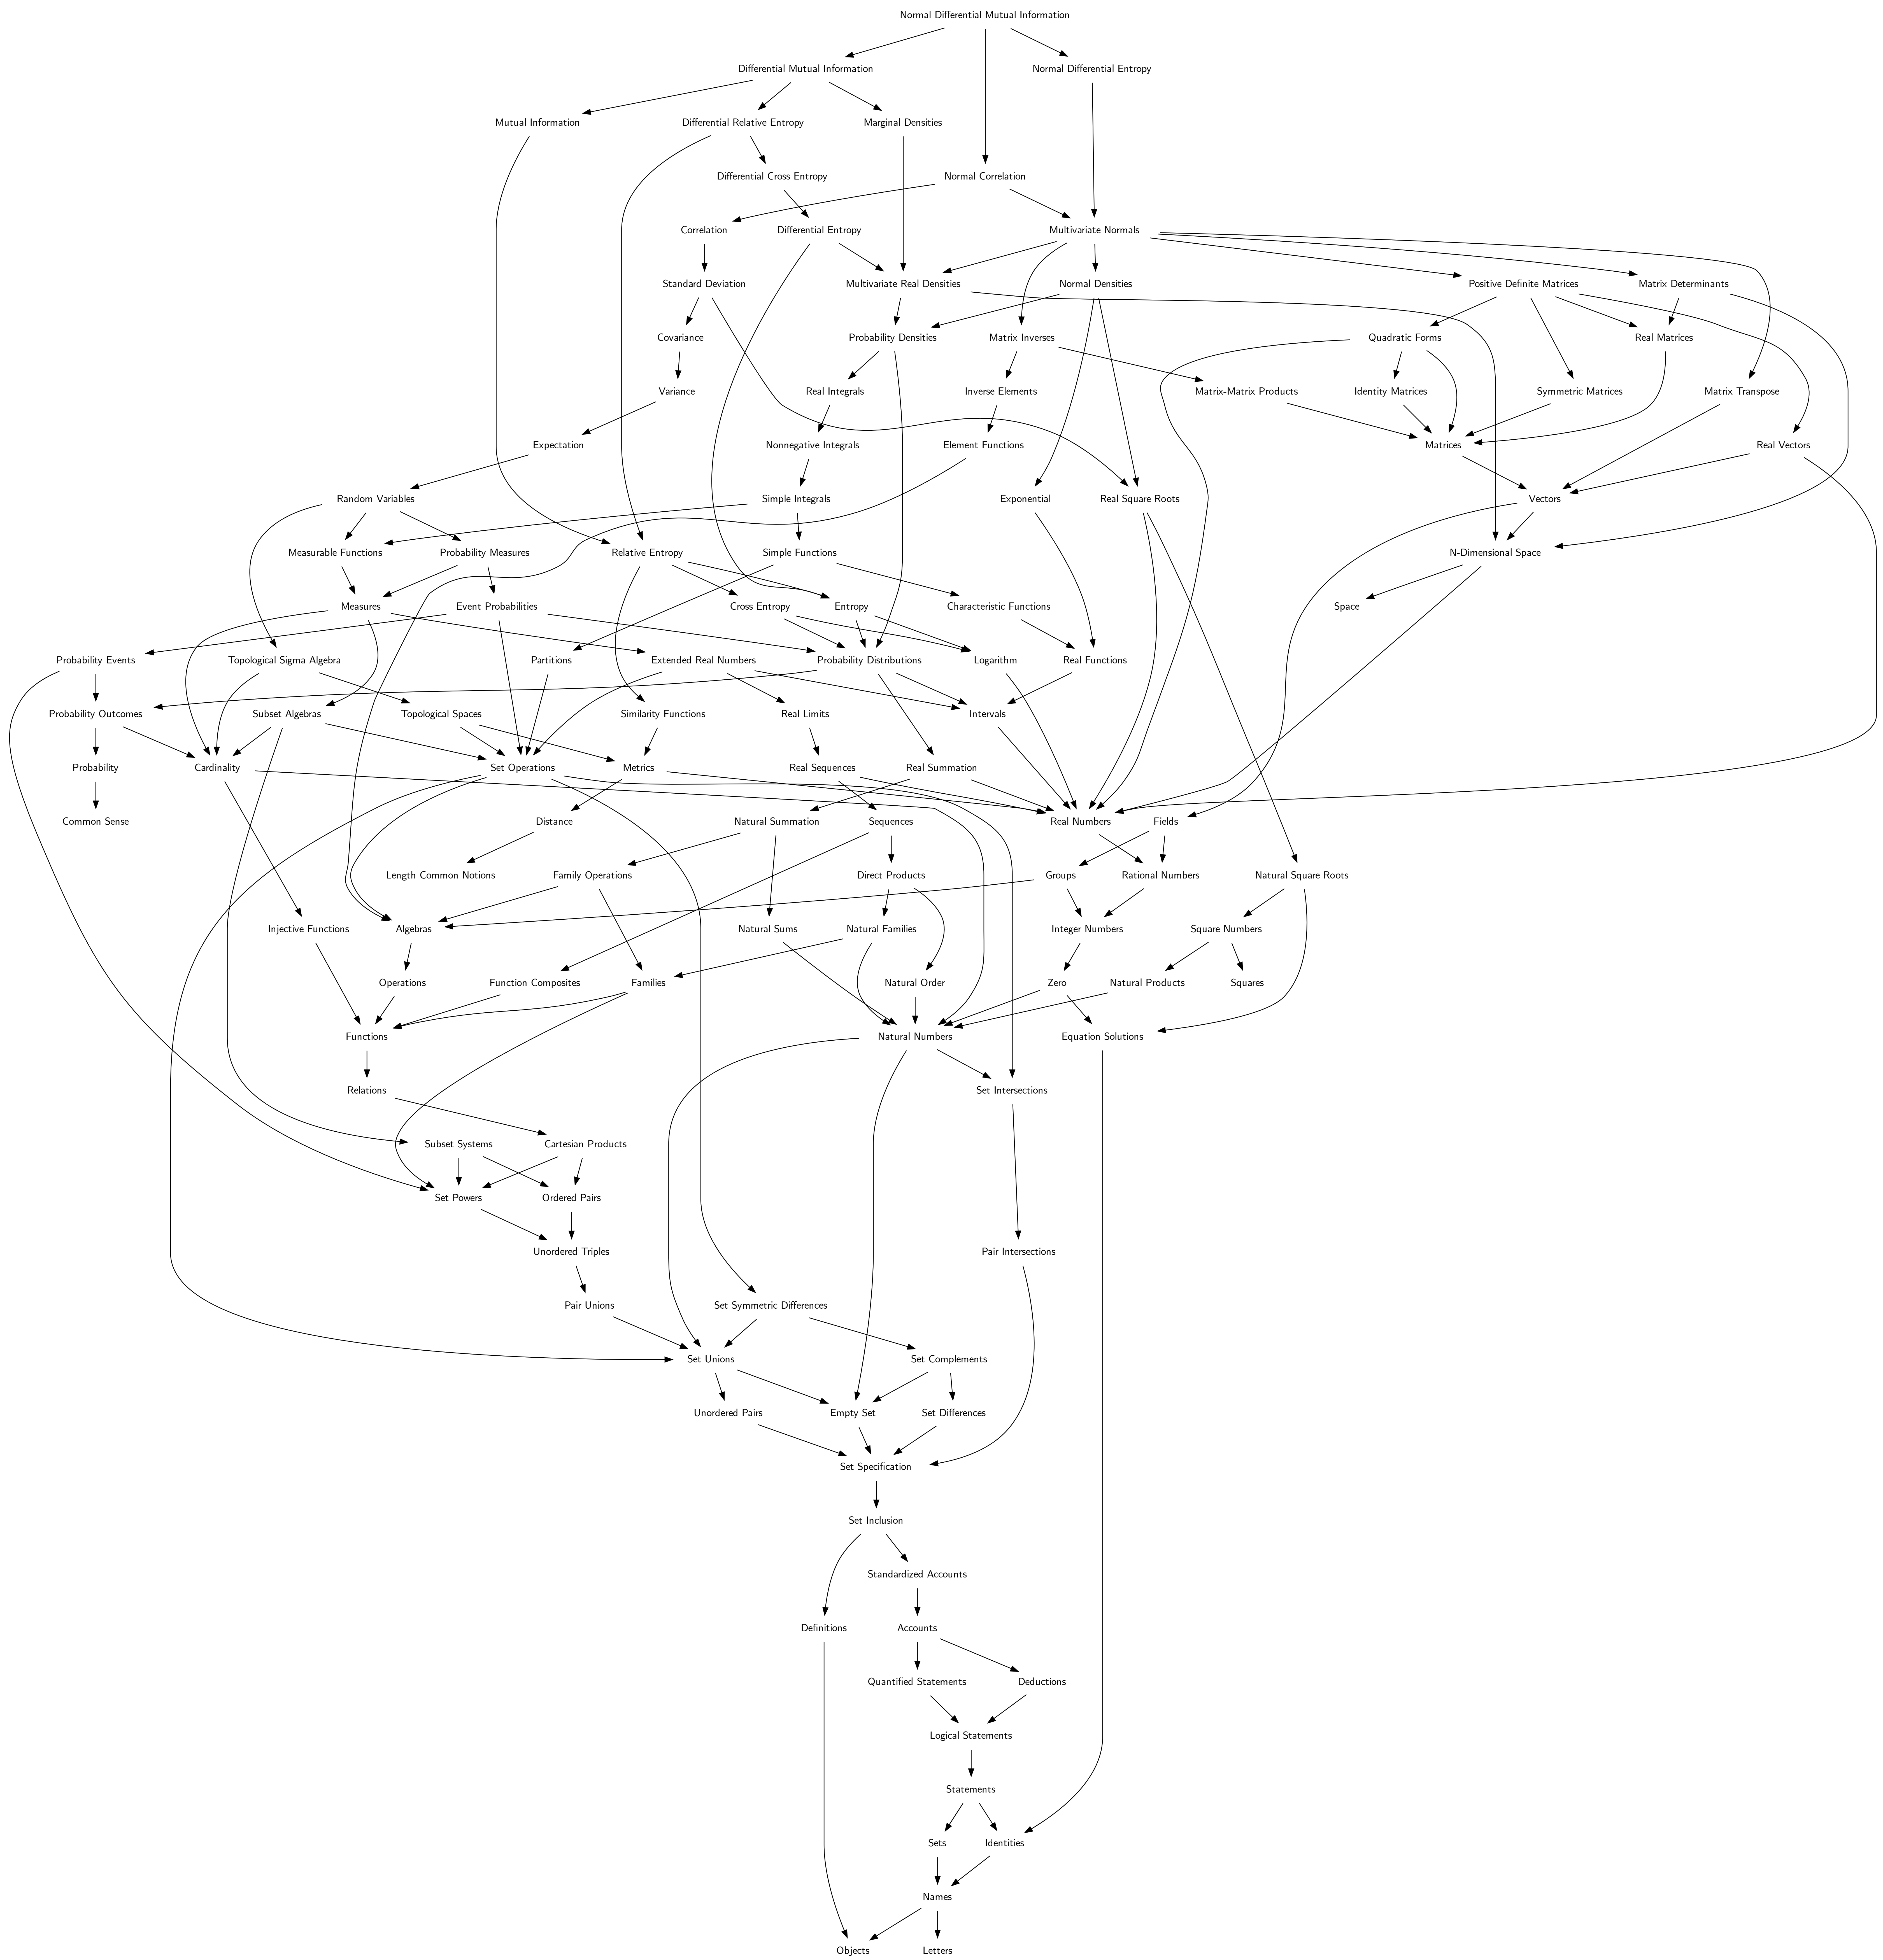 Normal Differential Mutual Information
Differential Mutual Information
Normal Differential Entropy
Mutual Information
Differential Relative Entropy
Marginal Densities
Differential Cross Entropy
Normal Correlation
Correlation
Differential Entropy
Multivariate Normals
Standard Deviation
Multivariate Real Densities
Normal Densities
Positive Definite Matrices
Matrix Determinants
Covariance
Probability Densities
Matrix Inverses
Quadratic Forms
Real Matrices
Variance
Real Integrals
Inverse Elements
Matrix-Matrix Products
Identity Matrices
Symmetric Matrices
Matrix Transpose
Expectation
Nonnegative Integrals
Element Functions
Matrices
Real Vectors
Random Variables
Simple Integrals
Exponential
Real Square Roots
Vectors
Measurable Functions
Probability Measures
Relative Entropy
Simple Functions
N-Dimensional Space
Measures
Event Probabilities
Cross Entropy
Entropy
Characteristic Functions
Space
Probability Events
Topological Sigma Algebra
Partitions
Extended Real Numbers
Probability Distributions
Logarithm
Real Functions
Probability Outcomes
Subset Algebras
Topological Spaces
Similarity Functions
Real Limits
Intervals
Probability
Cardinality
Set Operations
Metrics
Real Sequences
Real Summation
Common Sense
Distance
Natural Summation
Sequences
Real Numbers
Fields
Length Common Notions
Family Operations
Direct Products
Groups
Rational Numbers
Natural Square Roots
Injective Functions
Algebras
Natural Sums
Natural Families
Integer Numbers
Square Numbers
Operations
Function Composites
Families
Natural Order
Zero
Natural Products
Squares
Functions
Natural Numbers
Equation Solutions
Relations
Set Intersections
Subset Systems
Cartesian Products
Set Powers
Ordered Pairs
Unordered Triples
Pair Intersections
Pair Unions
Set Symmetric Differences
Set Unions
Set Complements
Unordered Pairs
Empty Set
Set Differences
Set Specification
Set Inclusion
Standardized Accounts
Definitions
Accounts
Quantified Statements
Deductions
Logical Statements
Statements
Sets
Identities
Names
Objects
Letters